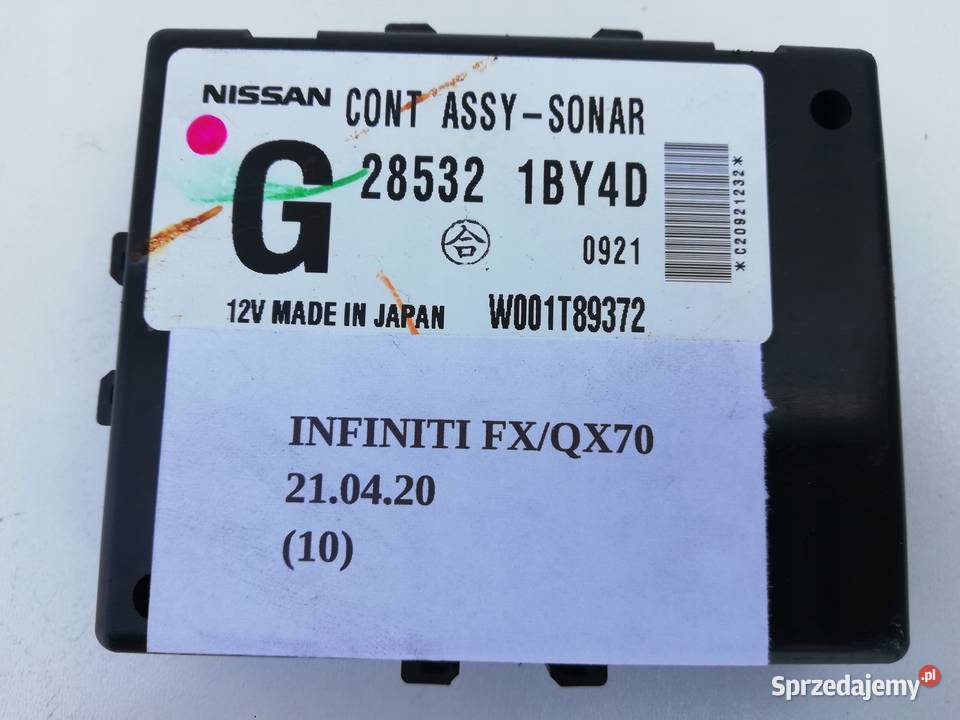 NISSAN CONT ASSY-SONAR
G 28532 1BY4D
合 0921
*C20921232*
12V MADE IN JAPAN W001T89372
INFINITI FX/QX70
21.04.20
(10)
Sprzedajemy.pl